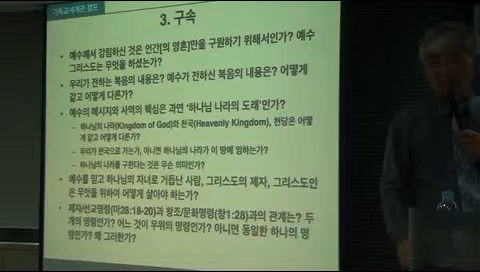 기독교세계관 캠프
3. 구속
• 예수께서 강림하신 것은 인간[의 영혼]만을 구원하기 위해서인가? 예수
그리스도는 무엇을 하셨는가?
• 우리가 전하는 복음의 내용은? 예수가 전하신 복음의 내용은? 어떻게
같고 어떻게 다른가?
• 예수의 메시지와 사역의 핵심은 과연 '하나님 나라의 도래'인가?
– 하나님의 나라(Kingdom of God)와 천국(Heavenly Kingdom), 천당은 어떻
게 같고 어떻게 다른가?
– 우리가 천국으로 가는가, 아니면 하나님의 나라가 이 땅에 임하는가?
– 하나님의 나라를 구한다는 것은 무슨 의미인가?
• 예수를 믿고 하나님의 자녀로 거듭난 사람, 그리스도의 제자, 그리스도인
은 무엇을 위하여 어떻게 살아야 하는가?
• 제자/선교명령(마28:18-20)과 창조/문화명령(창1:28)과의 관계는? 두
개의 명령인가? 어느 것이 우위의 명령인가? 아니면 동일한 하나의 명
령인가? 왜 그러한가?